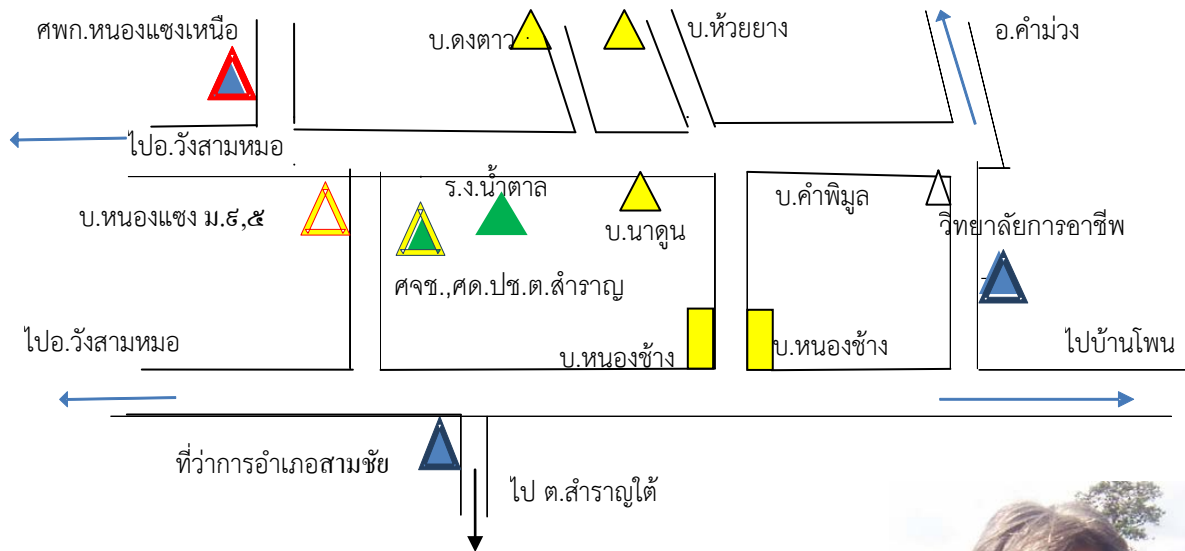 ศพก.หนองแซงเหนือ
บ.ดงตาว
บ.ห้วยยาง
อ.คำม่วง
ไปอ.วังสามหมอ
บ.หนองแซง ม.๙,๕
ร.ง.น้ำตาล
บ.นาดูน
บ.คำพิมูล
วิทยาลัยการอาชีพ
ศจช.,ศด.ปช.ต.สำราญ
ไปอ.วังสามหมอ
บ.หนองช้าง
บ.หนองช้าง
ไปบ้านโพน
ที่ว่าการอำเภอสามชัย
ไป ต.สำราญใต้